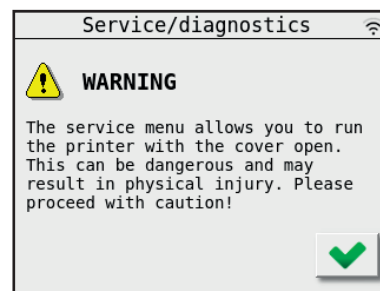 Service/diagnostics
WARNING
The service menu allows you to run
the printer with the cover open.
This can be dangerous and may
result in physical injury. Please
proceed with caution!